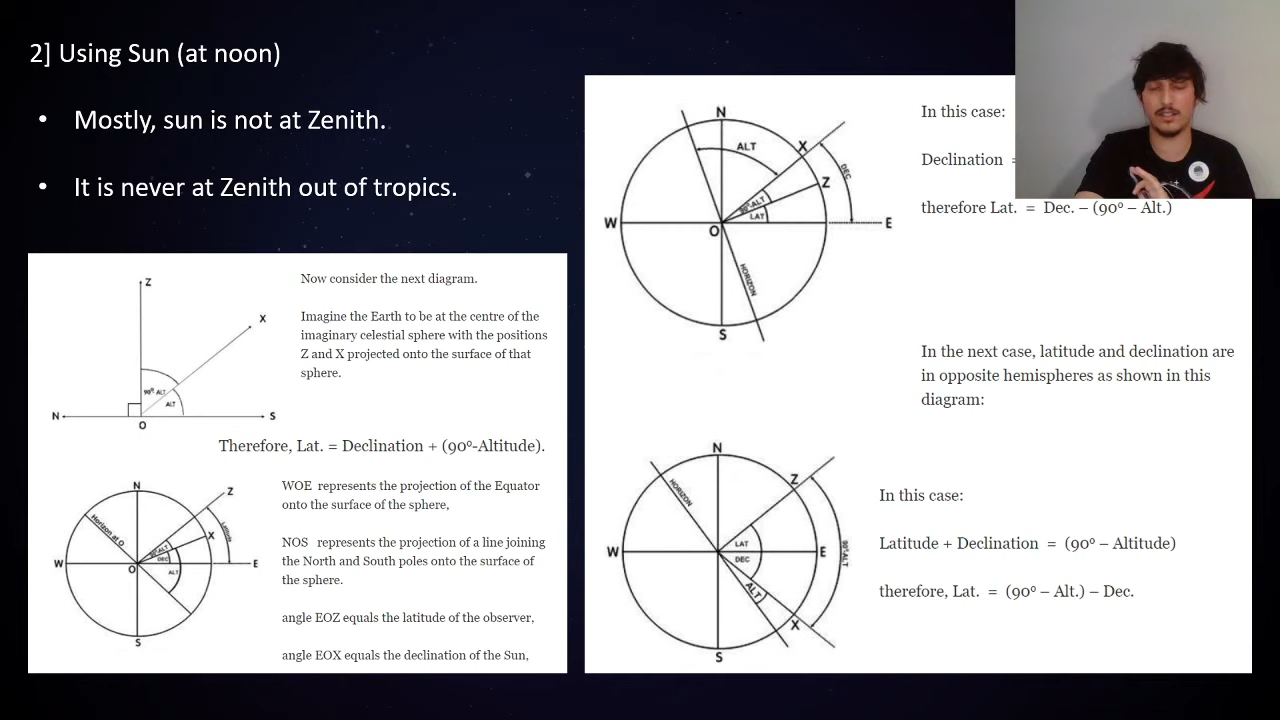 2] Using Sun (at noon)
• Mostly, sun is not at Zenith.
• It is never at Zenith out of tropics.
Z
X
90º ALT
ALT
N
S
O
Now consider the next diagram.
Imagine the Earth to be at the centre of the
imaginary celestial sphere with the positions
Z and X projected onto the surface of that
sphere.
Therefore, Lat. = Declination + (90º-Altitude).
N
Z
Latitude
X
Horizon at O
90º ALT
DEC
ALT
W
O
E
S
WOE represents the projection of the Equator
onto the surface of the sphere,
NOS represents the projection of a line joining
the North and South poles onto the surface of
the sphere.
angle EOZ equals the latitude of the observer,
angle EOX equals the declination of the Sun,
N
ALT
X
DEC
Z
90º ALT
LAT
W
O
E
HORIZON
S
In this case:
Declination =
therefore Lat. = Dec. – (90º – Alt.)
In the next case, latitude and declination are
in opposite hemispheres as shown in this
diagram:
N
Z
HORIZON
LAT
W
E
90º ALT
DEC
ALT
X
S
In this case:
Latitude + Declination = (90º – Altitude)
therefore, Lat. = (90º – Alt.) – Dec.